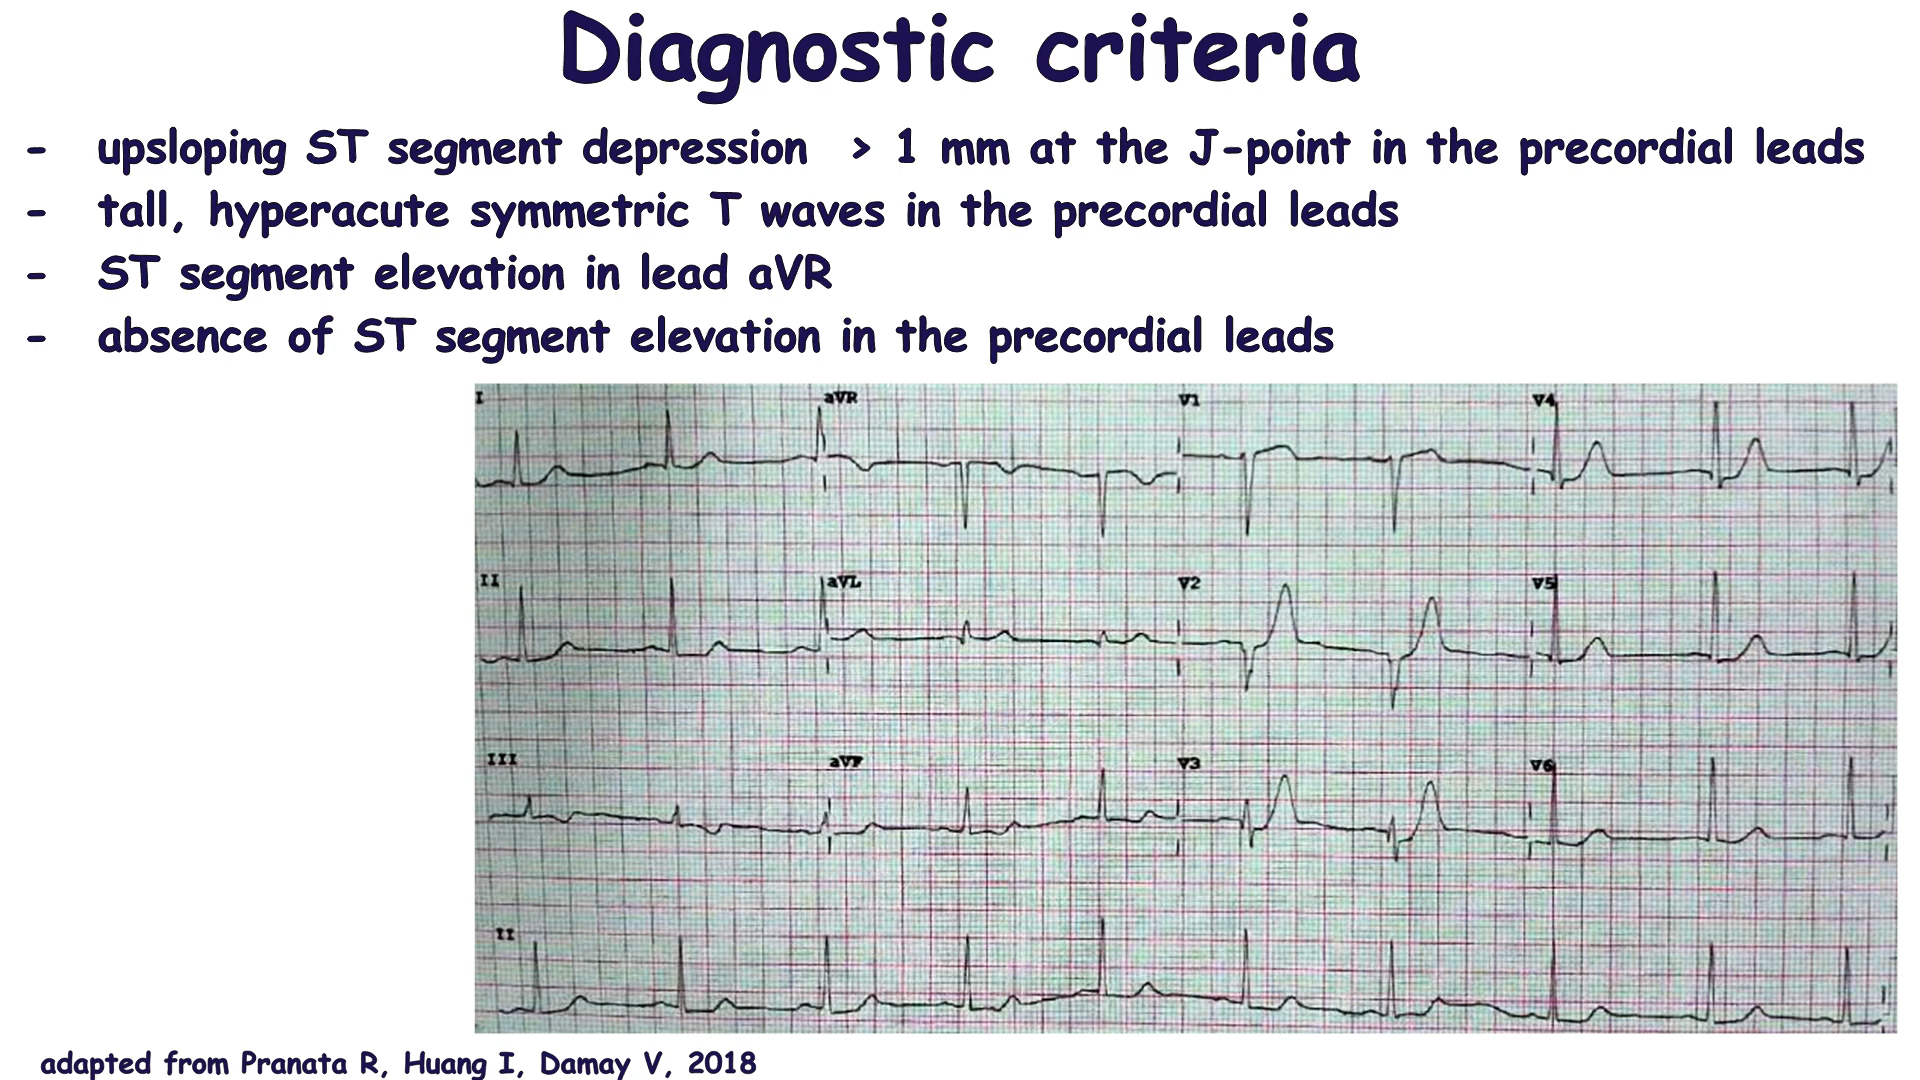 Diagnostic criteria
- upsloping ST segment depression > 1 mm at the J-point in the precordial leads
- tall, hyperacute symmetric T waves in the precordial leads
- ST segment elevation in lead aVR
- absence of ST segment elevation in the precordial leads
I aVR V1 V4
II aVL V2 V5
III aVF V3 V6
II
adapted from Pranata R, Huang I, Damay V, 2018